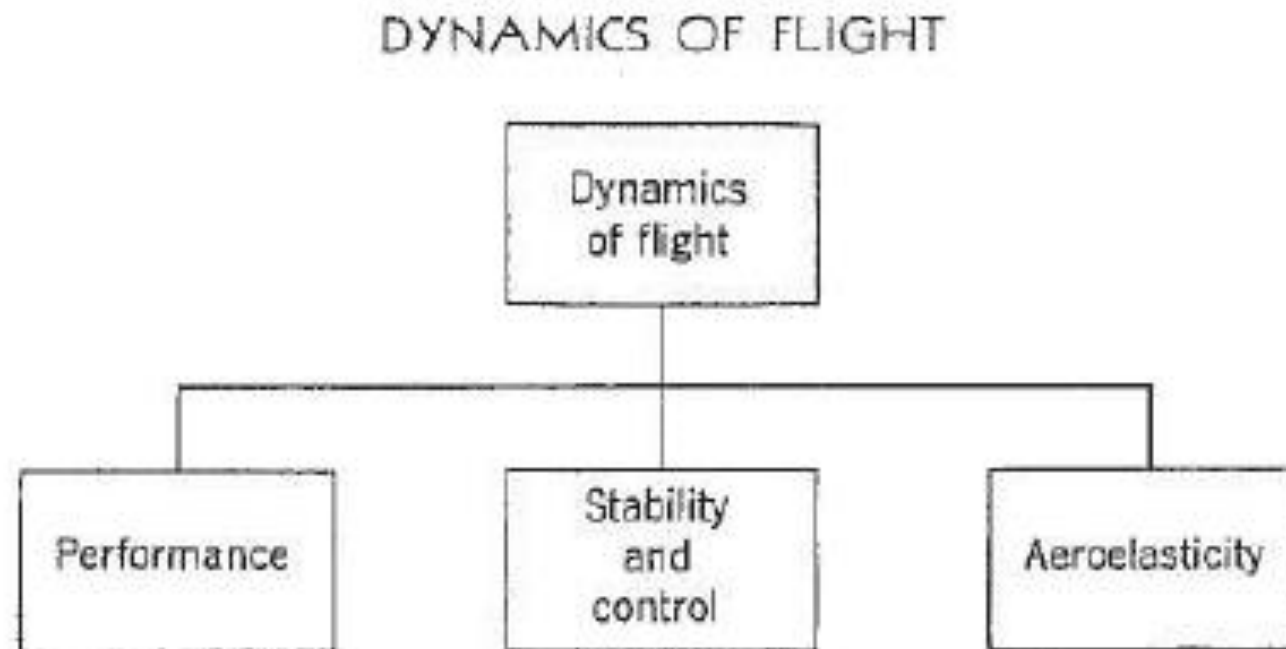 DYNAMICS OF FLIGHT
Dynamics
of flight
Performance
Stability
and
control
Aeroelasticity